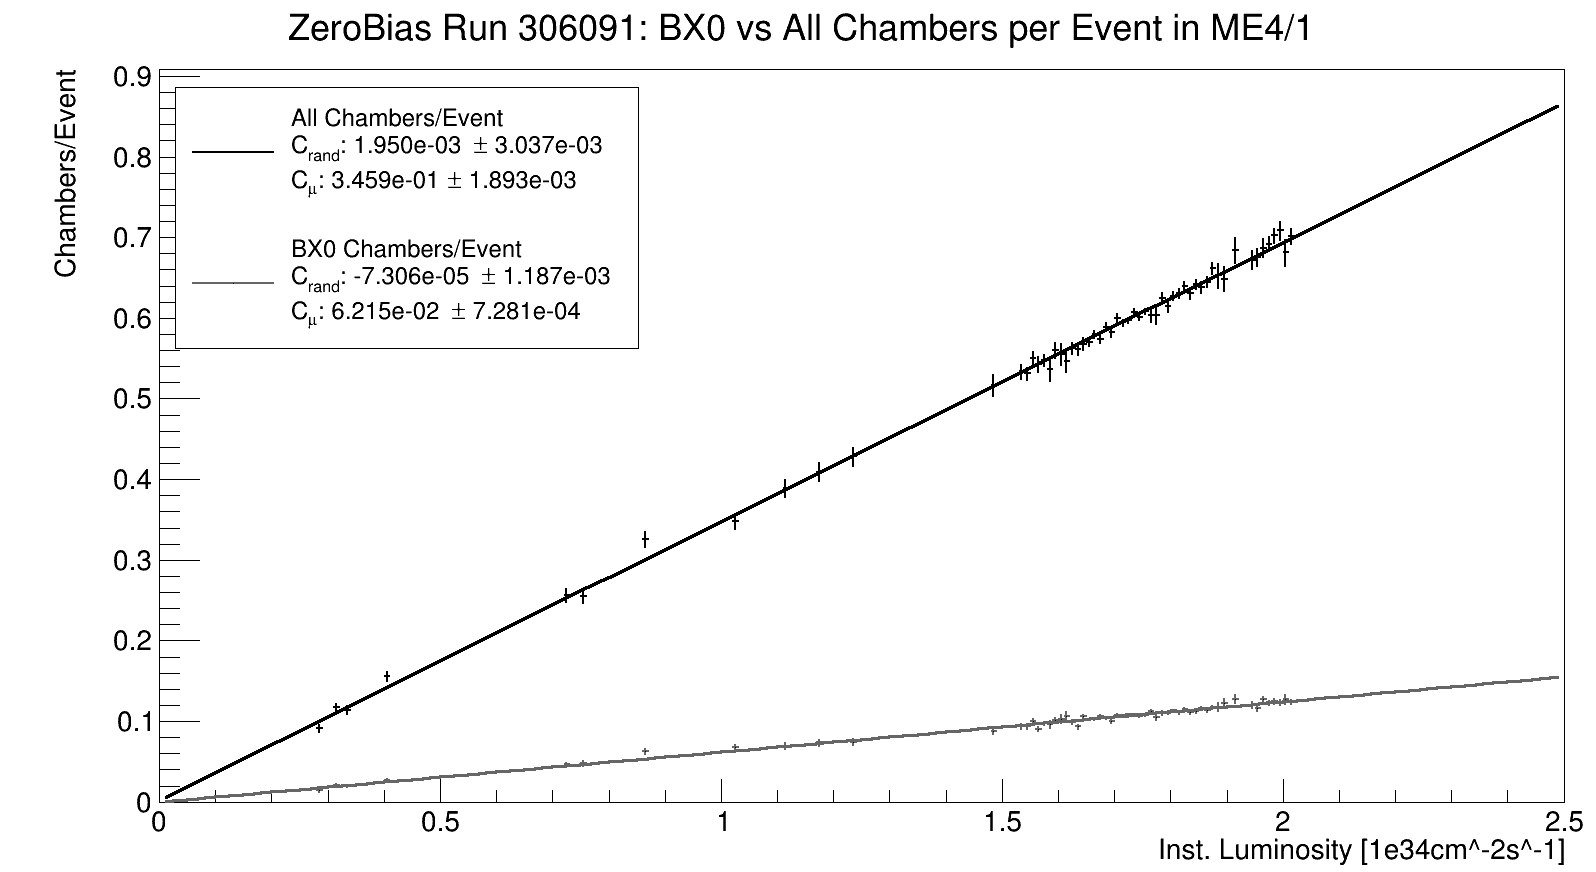 ZeroBias Run 306091: BX0 vs All Chambers per Event in ME4/1
Chambers/Event
0.9
0.8
0.7
0.6
0.5
0.4
0.3
0.2
0.1
0
All Chambers/Event
C_rand: 1.950e-03 ± 3.037e-03
C_μ: 3.459e-01 ± 1.893e-03
BX0 Chambers/Event
C_rand: -7.306e-05 ± 1.187e-03
C_μ: 6.215e-02 ± 7.281e-04
0 0.5 1 1.5 2 2.5
Inst. Luminosity [1e34cm^-2s^-1]